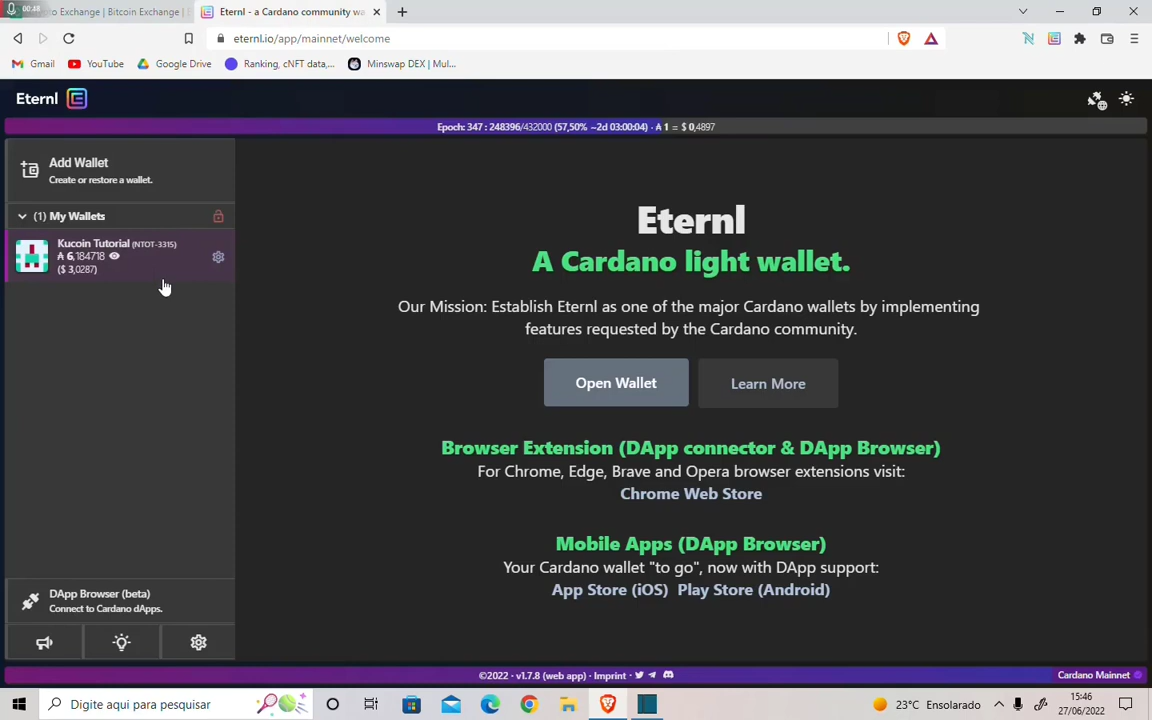 00:48
o Exchange | Bitcoin Exchange |
Eternl - a Cardano community wa
eternl.io/app/mainnet/welcome
Gmail
YouTube
Google Drive
Ranking, cNFT data,...
Minswap DEX | Mul...
Eternl
Epoch: 347 : 248396/432000 (57,50% ~2d 03:00:04) · ₳ 1 = $ 0,4897
Add Wallet
Create or restore a wallet.
(1) My Wallets
Kucoin Tutorial (NTOT-3315)
₳ 6,184718
($ 3,0287)
Eternl
A Cardano light wallet.
Our Mission: Establish Eternl as one of the major Cardano wallets by implementing
features requested by the Cardano community.
Open Wallet
Learn More
Browser Extension (DApp connector & DApp Browser)
For Chrome, Edge, Brave and Opera browser extensions visit:
Chrome Web Store
Mobile Apps (DApp Browser)
Your Cardano wallet "to go", now with DApp support:
App Store (iOS) Play Store (Android)
DApp Browser (beta)
Connect to Cardano dApps.
©2022 · v1.7.8 (web app) · Imprint ·
Cardano Mainnet
Digite aqui para pesquisar
23°C Ensolarado
15:46
27/06/2022